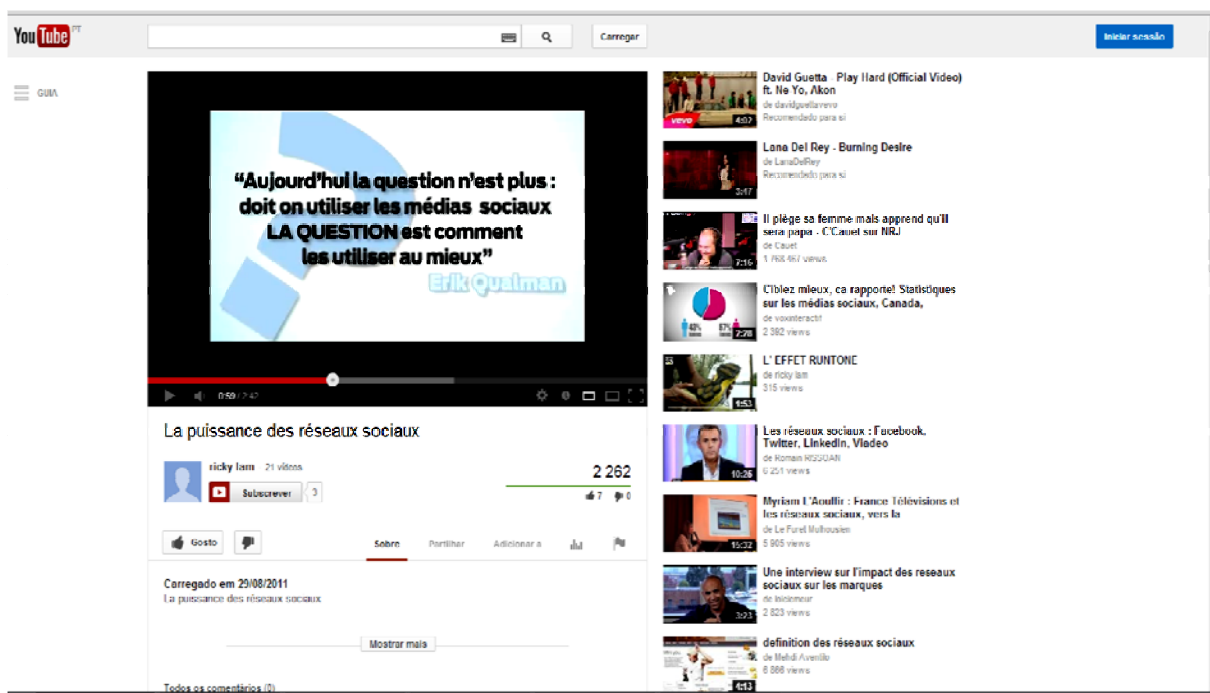 You Tube PT
Carregar
Iniciar sessão
GUIA
“Aujourd’hui la question n’est plus :
doit on utiliser les médias sociaux
LA QUESTION est comment
les utiliser au mieux”
Erik Qualman
0:59 / 2:42
La puissance des réseaux sociaux
ricky lam 21 vídeos
Subscrever 3
2 262
7 0
Gosto
Sobre Partilhar Adicionar a
Carregado em 29/08/2011
La puissance des réseaux sociaux
Mostrar mais
Todos os comentários (0)
David Guetta - Play Hard (Official Video)
ft. Ne Yo, Akon
de davidguettavevo
Recomendado para si
vevo 4:02
Lana Del Rey - Burning Desire
de LanaDelRey
Recomendado para si
3:47
Il piège sa femme mais apprend qu'il
sera papa - C'Cauet sur NRJ
de Cauet
1 768 467 views
7:16
Ciblez mieux, ca rapporte! Statistiques
sur les médias sociaux, Canada,
de voxinteractif
2 392 views
7:28
L' EFFET RUNTONE
de ricky lam
315 views
1:53
Les réseaux sociaux : Facebook,
Twitter, LinkedIn, Viadeo
de Romain RISSOAN
6 251 views
10:26
Myriam L'Aouffir : France Télévisions et
les réseaux sociaux, vers la
de Le Furet Mulhousien
5 905 views
15:32
Une interview sur l'impact des reseaux
sociaux sur les marques
2 823 views
3:23
definition des réseaux sociaux
de Mehdi
6 866 views
4:13